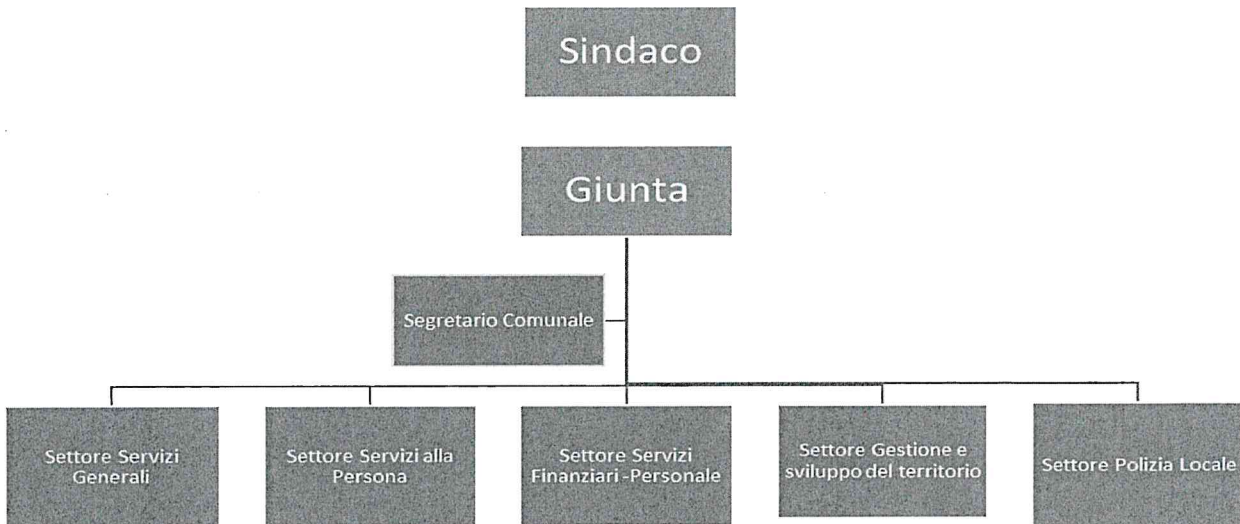 Sindaco
Giunta
Segretario Comunale
Settore Servizi
Generali
Settore Servizi alla
Persona
Settore Servizi
Finanziari -Personale
Settore Gestione e
sviluppo del territorio
Settore Polizia Locale